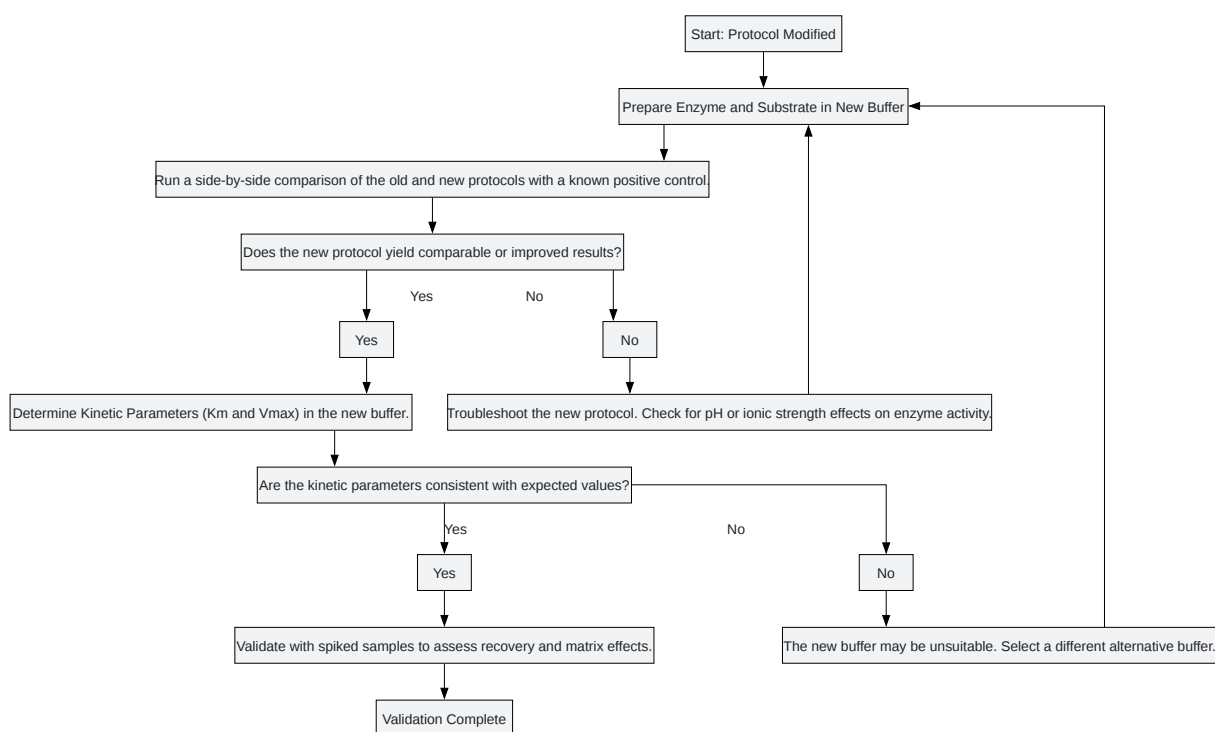 Start: Protocol Modified
Prepare Enzyme and Substrate in New Buffer
Run a side-by-side comparison of the old and new protocols with a known positive control.
Does the new protocol yield comparable or improved results?
Yes
No
Yes
No
Determine Kinetic Parameters (Km and Vmax) in the new buffer.
Troubleshoot the new protocol. Check for pH or ionic strength effects on enzyme activity.
Are the kinetic parameters consistent with expected values?
Yes
No
Yes
No
Validate with spiked samples to assess recovery and matrix effects.
The new buffer may be unsuitable. Select a different alternative buffer.
Validation Complete